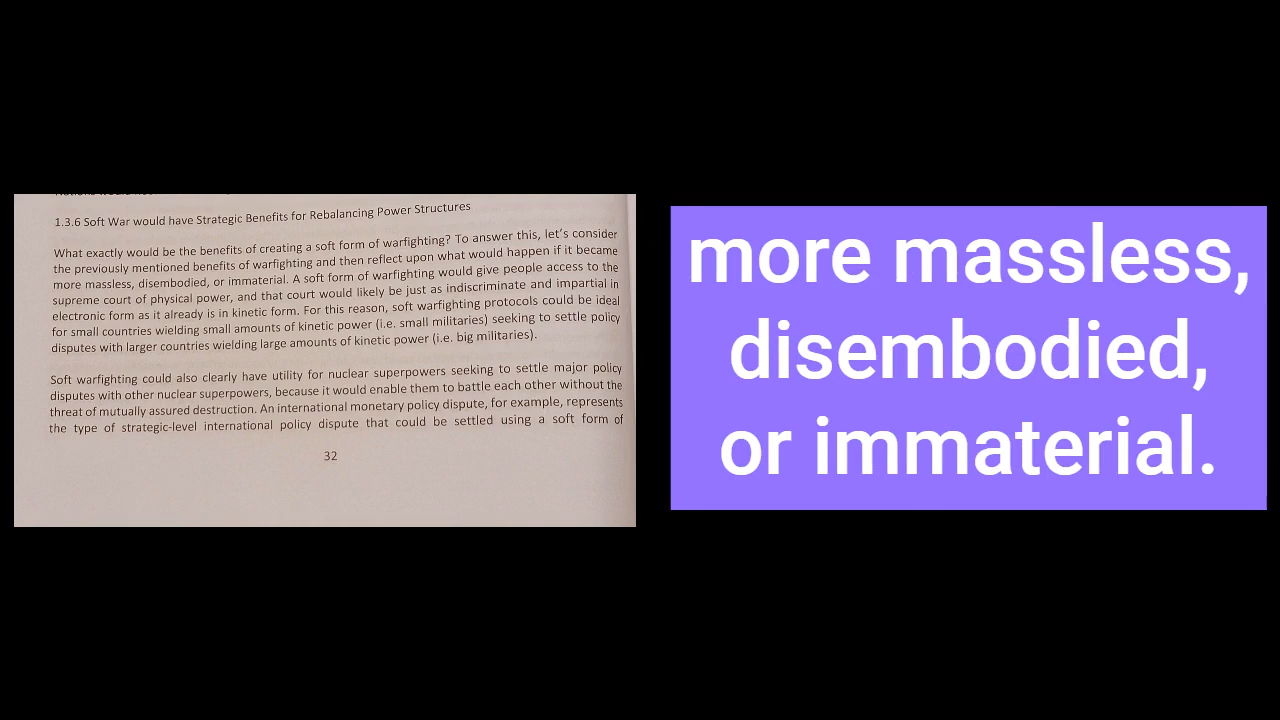 1.3.6 Soft War would have Strategic Benefits for Rebalancing Power Structures
What exactly would be the benefits of creating a soft form of warfighting? To answer this, let's consider
the previously mentioned benefits of warfighting and then reflect upon what would happen if it became
more massless, disembodied, or immaterial. A soft form of warfighting would give people access to the
supreme court of physical power, and that court would likely be just as indiscriminate and impartial in
electronic form as it already is in kinetic form. For this reason, soft warfighting protocols could be ideal
for small countries wielding small amounts of kinetic power (i.e. small militaries) seeking to settle policy
disputes with larger countries wielding large amounts of kinetic power (i.e. big militaries).
Soft warfighting could also clearly have utility for nuclear superpowers seeking to settle major policy
disputes with other nuclear superpowers, because it would enable them to battle each other without the
threat of mutually assured destruction. An international monetary policy dispute, for example, represents
the type of strategic-level international policy dispute that could be settled using a soft form of
32
more massless,
disembodied,
or immaterial.